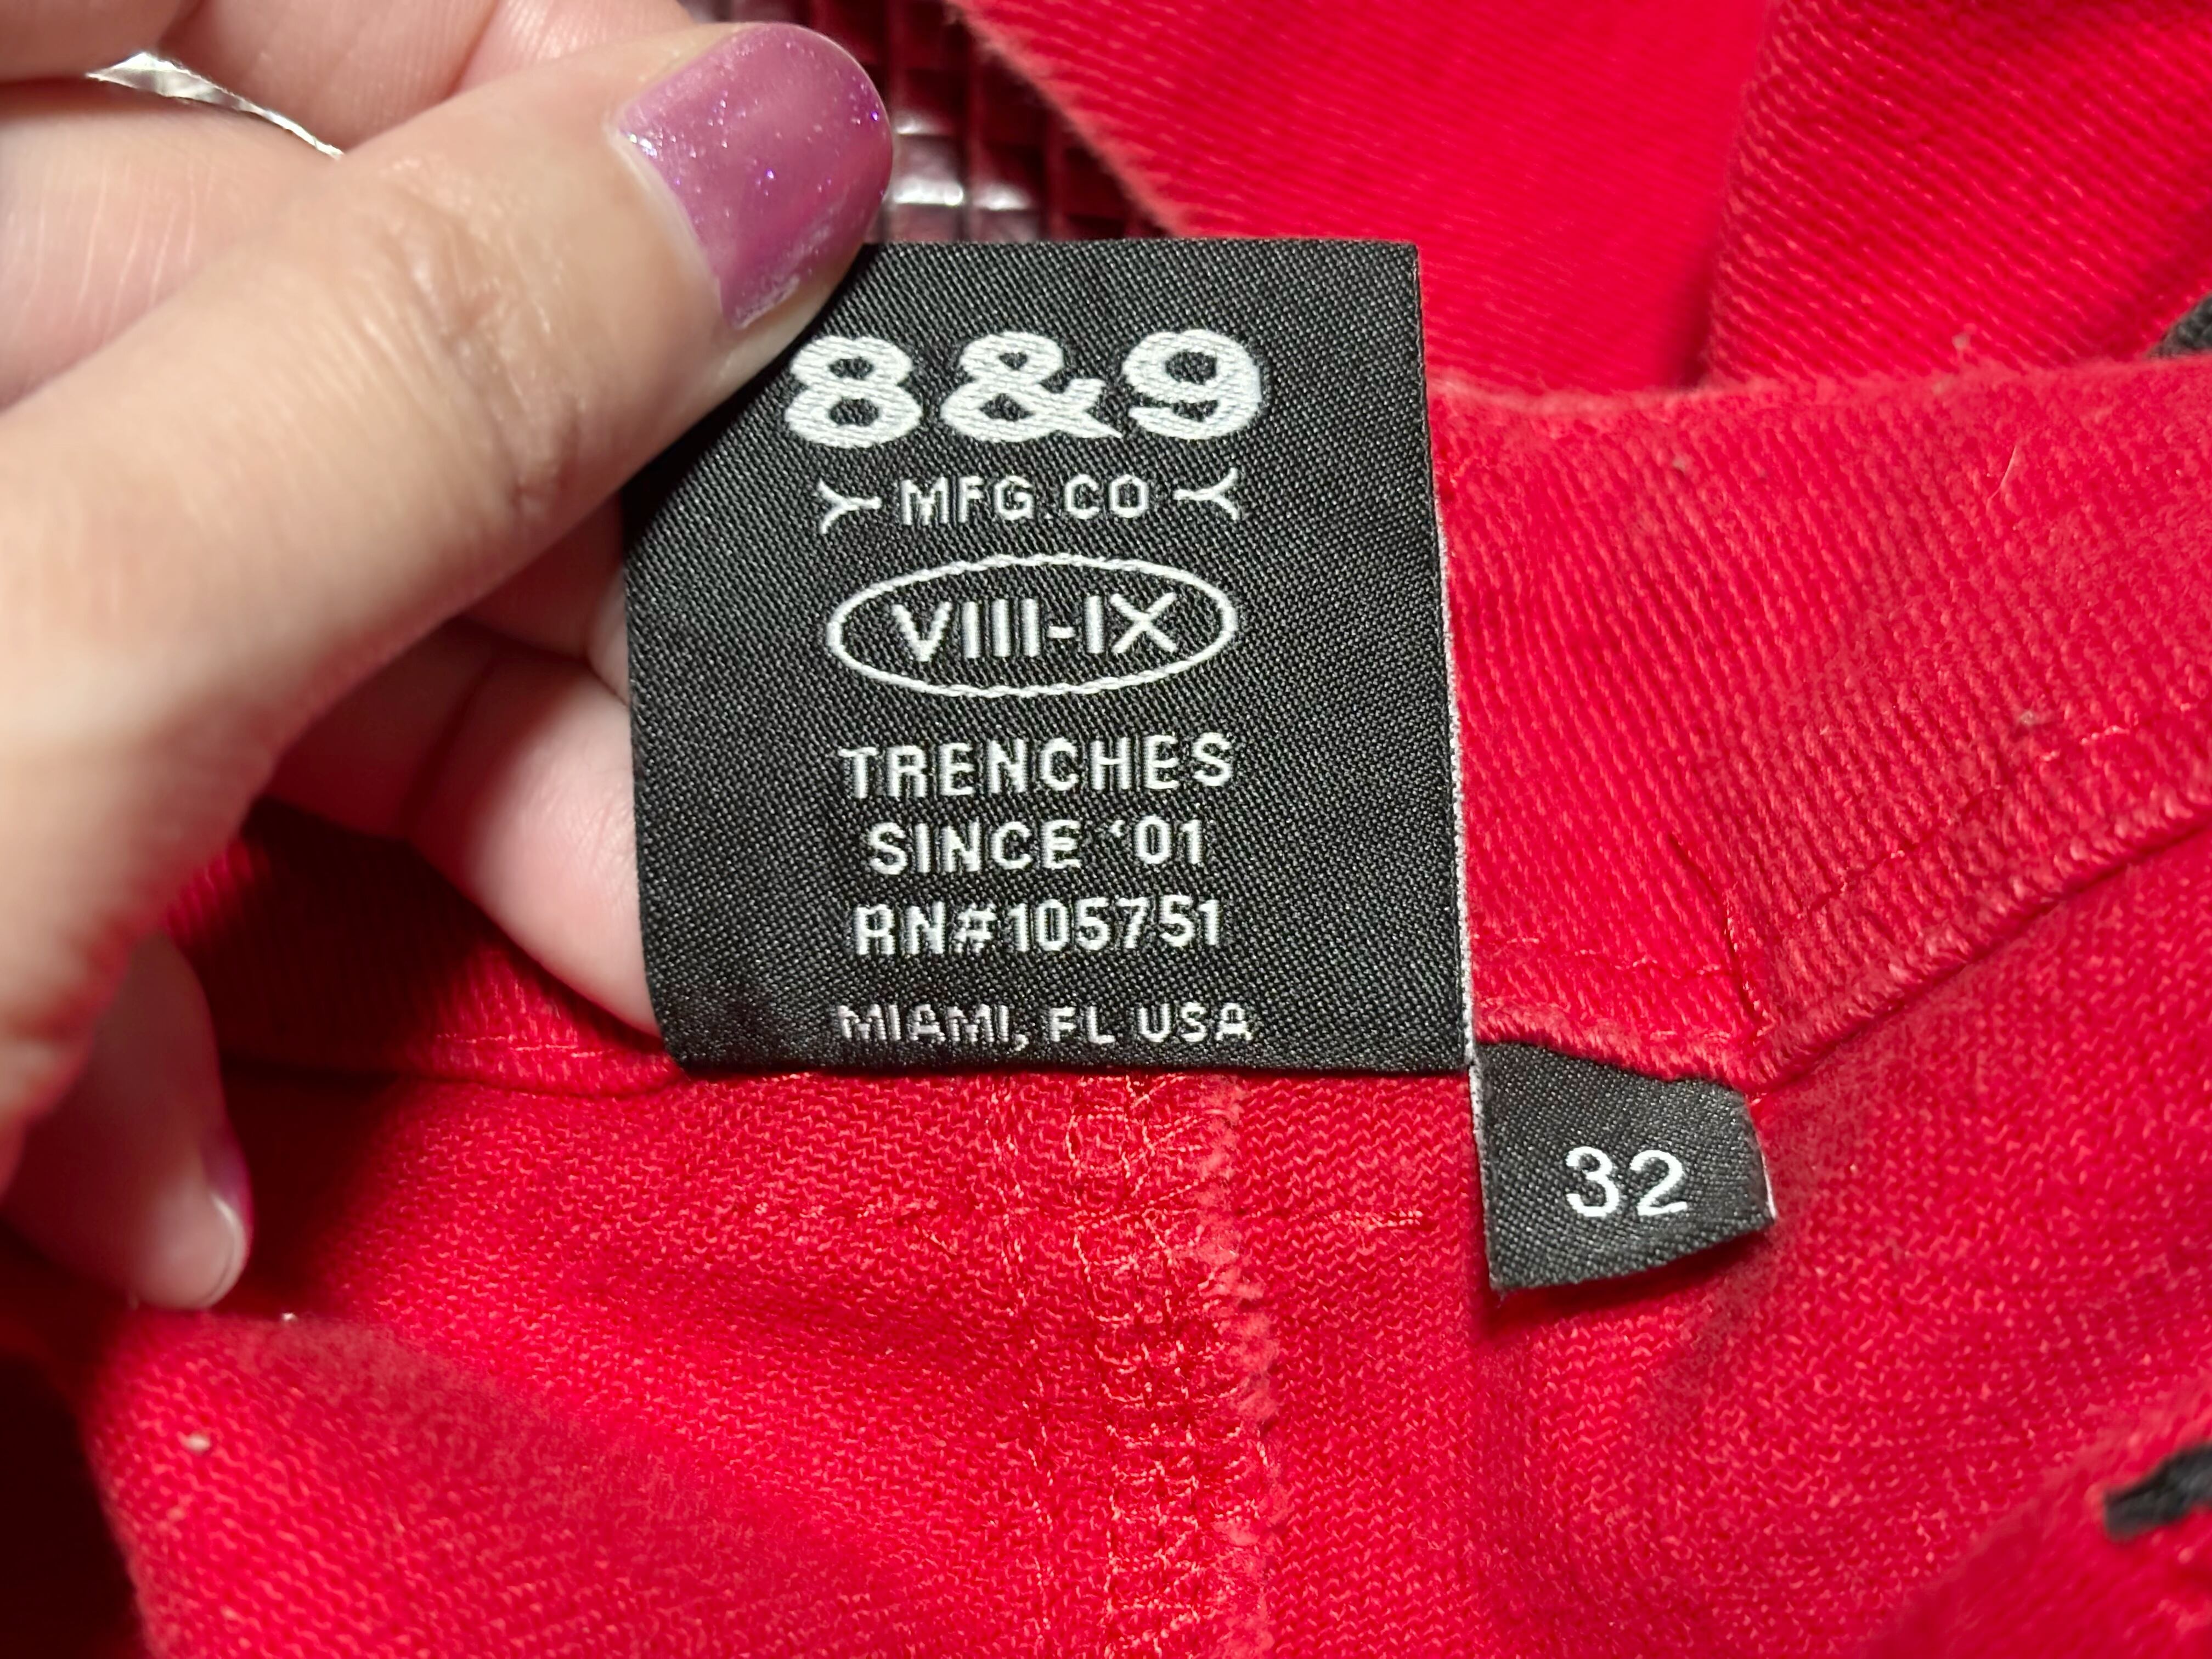 8&9
MFG.CO
VIII-IX
TRENCHES
SINCE '01
RN#105751
MIAMI, FL USA
32